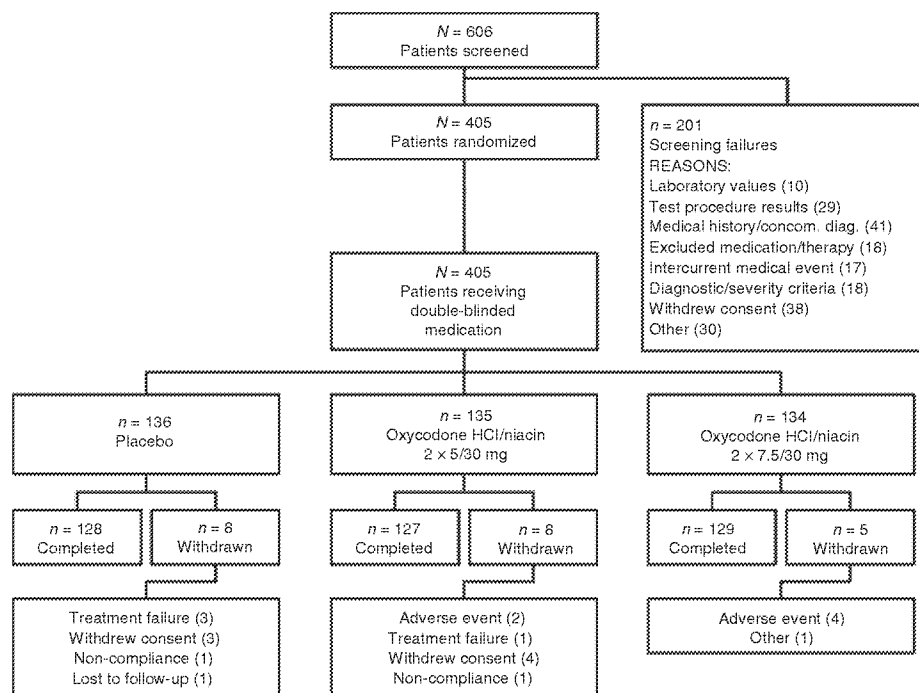 N = 606
Patients screened
N = 405
Patients randomized
n = 201
Screening failures
REASONS:
Laboratory values (10)
Test procedure results (29)
Medical history/concom. diag. (41)
Excluded medication/therapy (18)
Intercurrent medical event (17)
Diagnostic/severity criteria (18)
Withdrew consent (38)
Other (30)
N = 405
Patients receiving
double-blinded
medication
n = 136
Placebo
n = 135
Oxycodone HCl/niacin
2 × 5/30 mg
n = 134
Oxycodone HCl/niacin
2 × 7.5/30 mg
n = 128
Completed
n = 8
Withdrawn
n = 127
Completed
n = 8
Withdrawn
n = 129
Completed
n = 5
Withdrawn
Treatment failure (3)
Withdrew consent (3)
Non-compliance (1)
Lost to follow-up (1)
Adverse event (2)
Treatment failure (1)
Withdrew consent (4)
Non-compliance (1)
Adverse event (4)
Other (1)